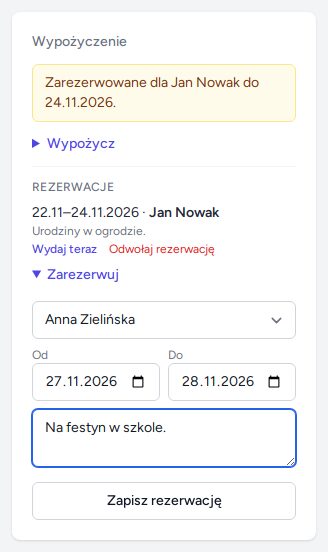 Wypożyczenie
Zarezerwowane dla Jan Nowak do
24.11.2026.
Wypożycz
REZERWACJE
22.11–24.11.2026 · Jan Nowak
Urodziny w ogrodzie.
Wydaj teraz Odwołaj rezerwację
Zarezerwuj
Anna Zielińska
Od Do
27.11.2026 28.11.2026
Na festyn w szkole.
Zapisz rezerwację